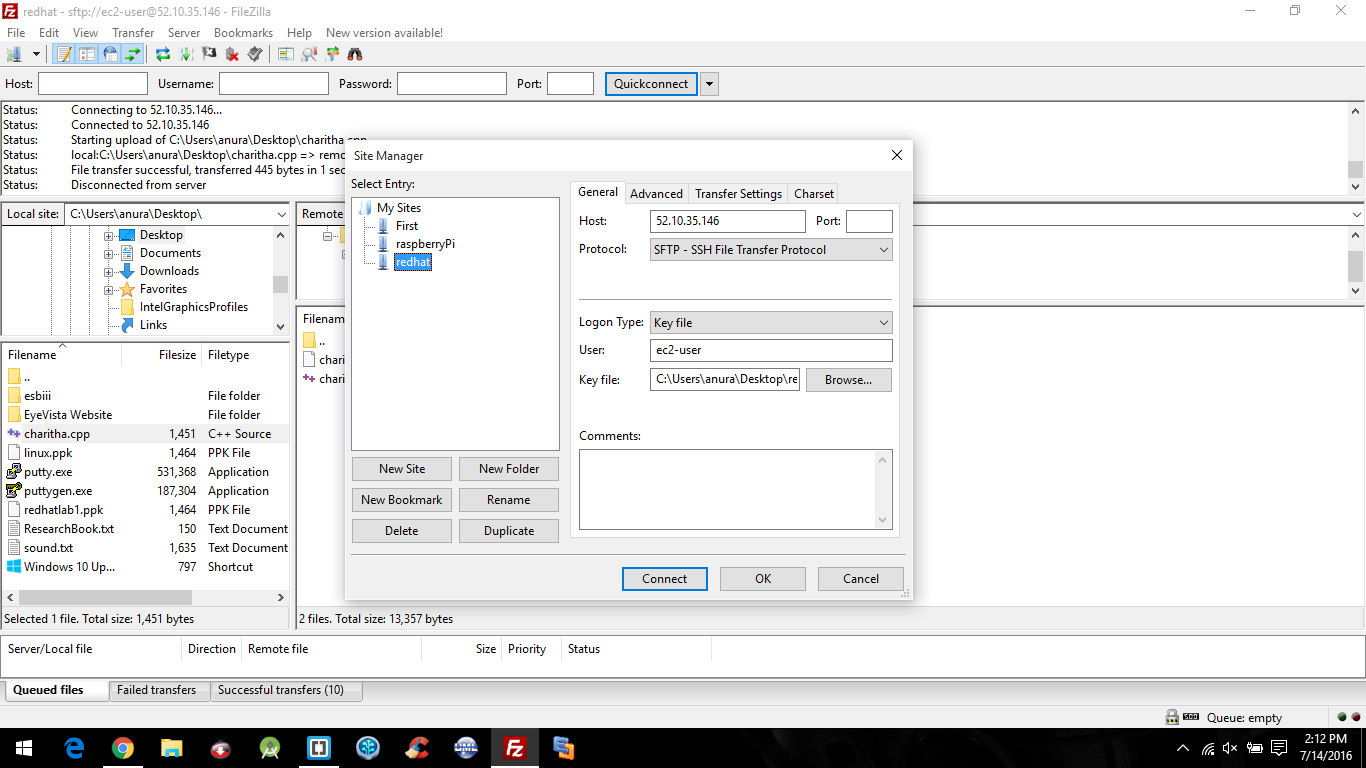 redhat - sftp://ec2-user@52.10.35.146 - FileZilla
File Edit View Transfer Server Bookmarks Help New version available!
Host: Username: Password: Port: Quickconnect
Status: Connecting to 52.10.35.146...
Status: Connected to 52.10.35.146
Status: Starting upload of C:\Users\anura\Desktop\charitha.cpp
Status: local:C:\Users\anura\Desktop\charitha.cpp => remo
Status: File transfer successful, transferred 445 bytes in 1 sec
Status: Disconnected from server
Local site: C:\Users\anura\Desktop\
Desktop
Documents
Downloads
Favorites
IntelGraphicsProfiles
Links
Filename Filesize Filetype
..
esbiii File folder
EyeVista Website File folder
charitha.cpp 1,451 C++ Source
linux.ppk 1,464 PPK File
putty.exe 531,368 Application
puttygen.exe 187,304 Application
redhatlab1.ppk 1,464 PPK File
ResearchBook.txt 150 Text Document
sound.txt 1,635 Text Document
Windows 10 Up... 797 Shortcut
Selected 1 file. Total size: 1,451 bytes
Remote
Filenam
..
chari
chari
2 files. Total size: 13,357 bytes
Site Manager
Select Entry:
My Sites
First
raspberryPi
redhat
New Site New Folder
New Bookmark Rename
Delete Duplicate
General Advanced Transfer Settings Charset
Host: 52.10.35.146 Port:
Protocol: SFTP - SSH File Transfer Protocol
Logon Type: Key file
User: ec2-user
Key file: C:\Users\anura\Desktop\re Browse...
Comments:
Connect OK Cancel
Server/Local file Direction Remote file Size Priority Status
Queued files Failed transfers Successful transfers (10)
Queue: empty
2:12 PM
7/14/2016